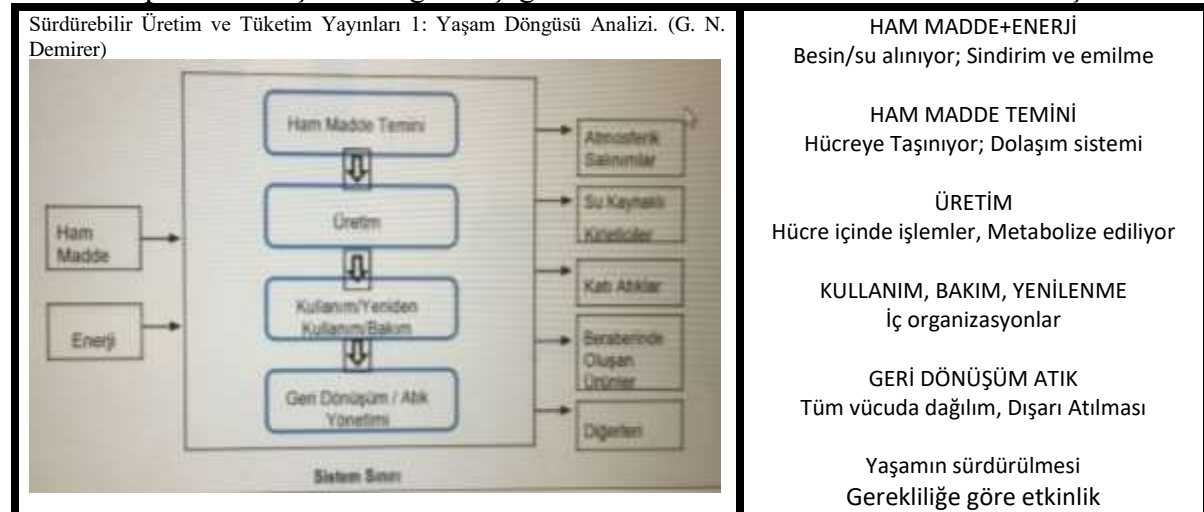 Sürdürebilir Üretim ve Tüketim Yayınları 1: Yaşam Döngüsü Analizi. (G. N.
Demirer)
Ham Madde Temini
Üretim
Kullanım/Yeniden
Kullanım/Bakım
Geri Dönüşüm / Atık
Yönetimi
Ham
Madde
Enerji
Atmosferik
Salınımlar
Su Kaynaklı
Kirleticiler
Katı Atıklar
Beraberinde
Oluşan
Ürünler
Diğerleri
Sistem Sınırı
HAM MADDE+ENERJİ
Besin/su alınıyor; Sindirim ve emilme
HAM MADDE TEMİNİ
Hücreye Taşınıyor; Dolaşım sistemi
ÜRETİM
Hücre içinde işlemler, Metabolize ediliyor
KULLANIM, BAKIM, YENİLENME
İç organizasyonlar
GERİ DÖNÜŞÜM ATIK
Tüm vücuda dağılım, Dışarı Atılması
Yaşamın sürdürülmesi
Gerekliliğe göre etkinlik